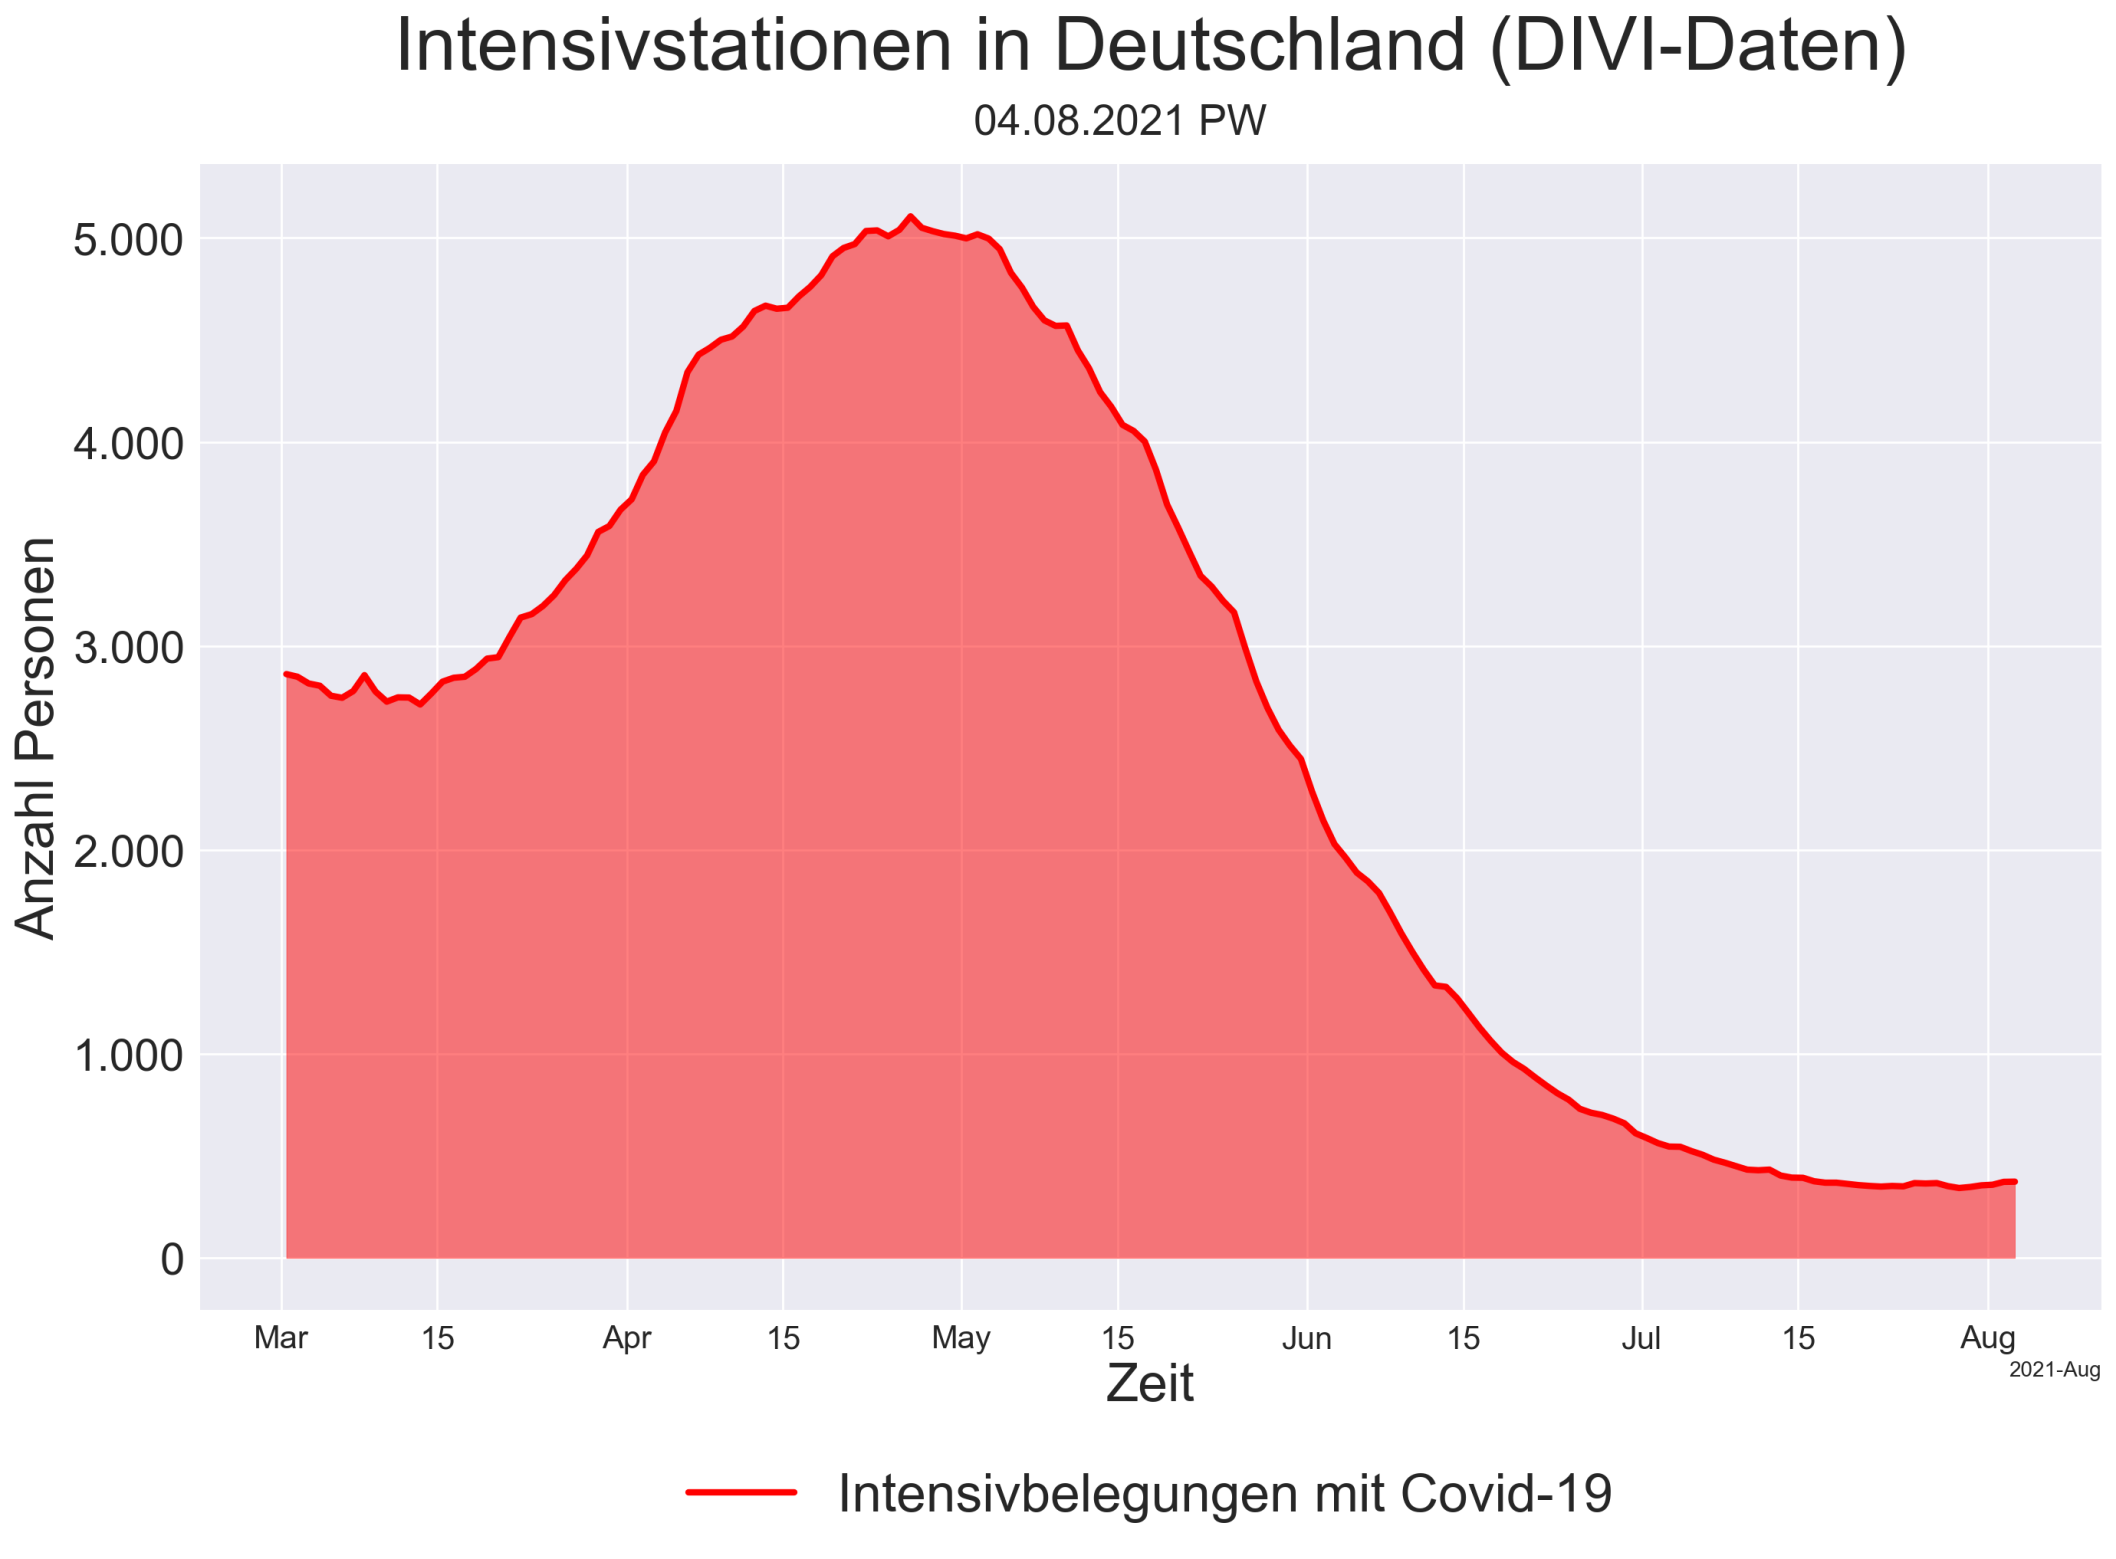 Intensivstationen in Deutschland (DIVI-Daten)
04.08.2021 PW
Anzahl Personen
5.000
4.000
3.000
2.000
1.000
0
Mar 15 Apr 15 May 15 Jun 15 Jul 15 Aug
2021-Aug
Zeit
Intensivbelegungen mit Covid-19